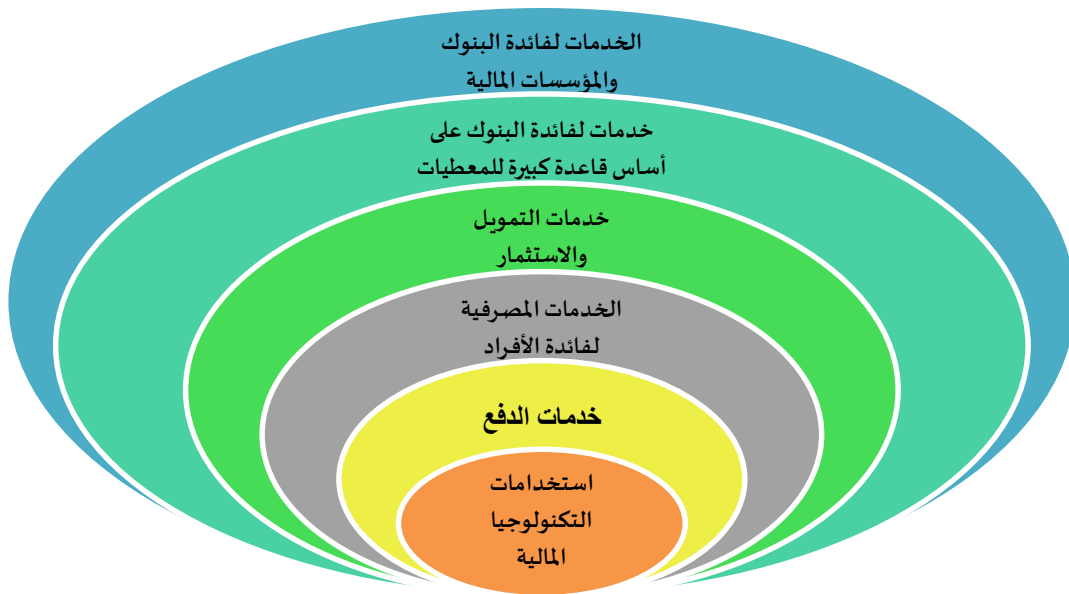 الخدمات لفائدة البنوك
والمؤسسات المالية
خدمات لفائدة البنوك على
أساس قاعدة كبيرة للمعطيات
خدمات التمويل
والاستثمار
الخدمات المصرفية
لفائدة الأفراد
خدمات الدفع
استخدامات
التكنولوجيا
المالية